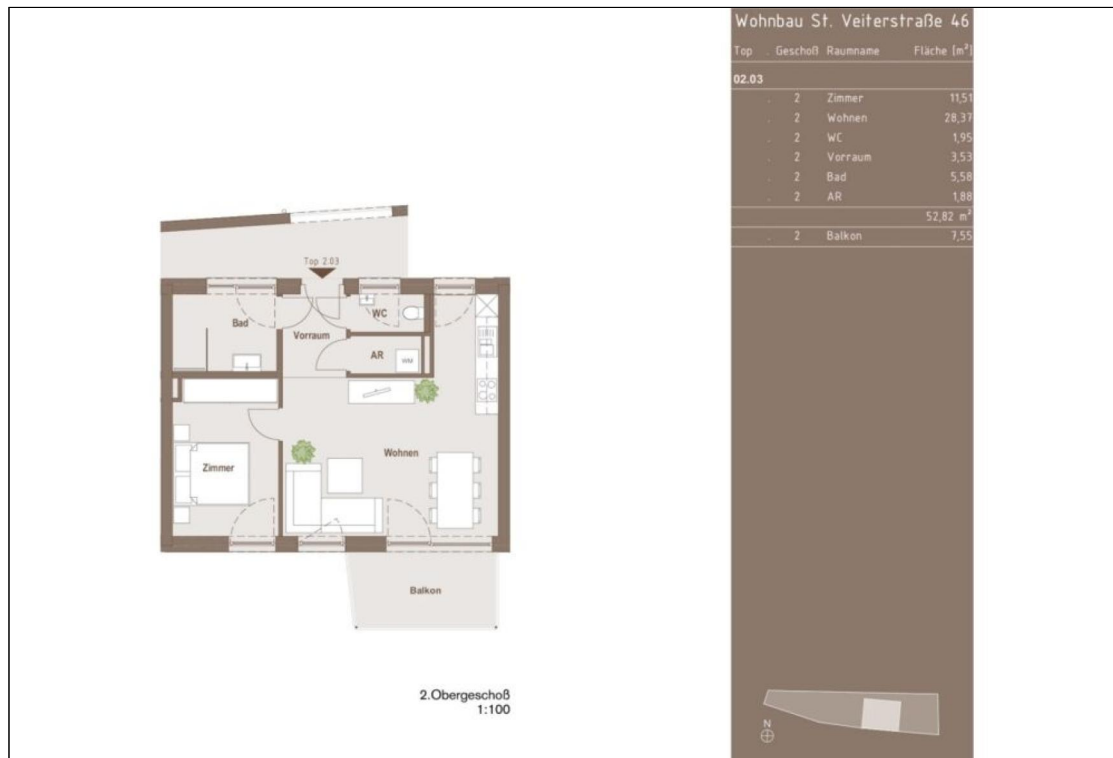 Wohnbau St. Veiterstraße 46
Top . Geschoß Raumname Fläche [m²]
02.03
. 2 Zimmer 11,51
. 2 Wohnen 28,37
. 2 WC 1,95
. 2 Vorraum 3,53
. 2 Bad 5,58
. 2 AR 1,88
52,82 m²
. 2 Balkon 7,55
Top 2.03
Bad
WC
Vorraum
AR
WM
Wohnen
Zimmer
Balkon
2.Obergeschoß
1:100
N